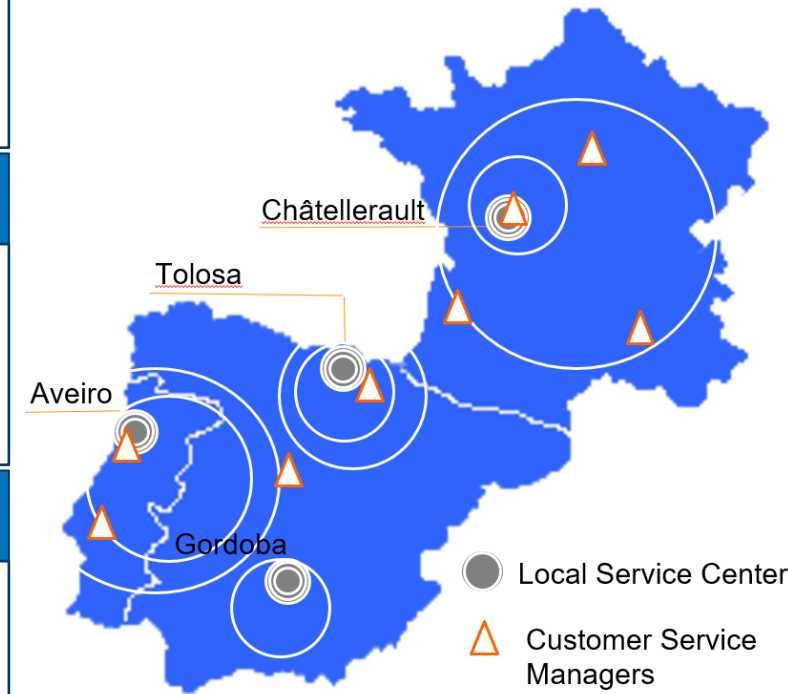 Châtellerault
Tolosa
Aveiro
Gordoba
Local Service Center
Customer Service
Managers